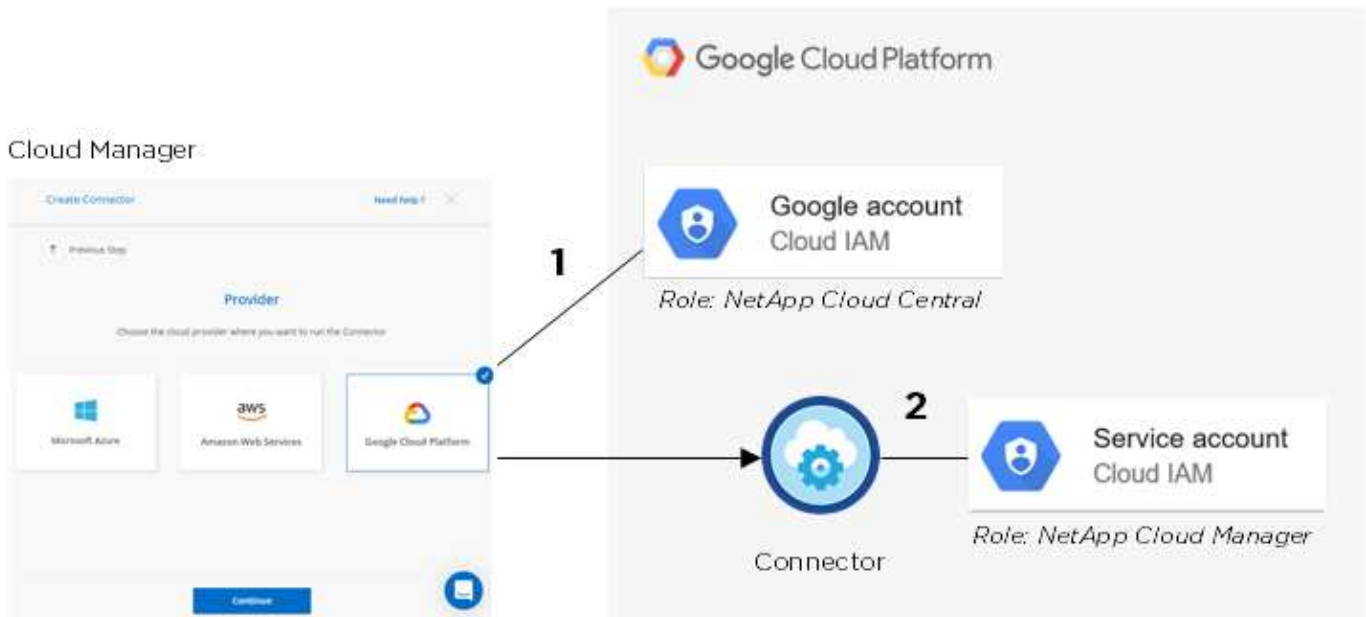 Google Cloud Platform
Cloud Manager
Create Connector
Need help ?
Previous Step
Provider
Choose the cloud provider where you want to run the Connector
Microsoft Azure
aws
Amazon Web Services
Google Cloud Platform
Continue
1
Google account
Cloud IAM
Role: NetApp Cloud Central
2
Connector
Service account
Cloud IAM
Role: NetApp Cloud Manager